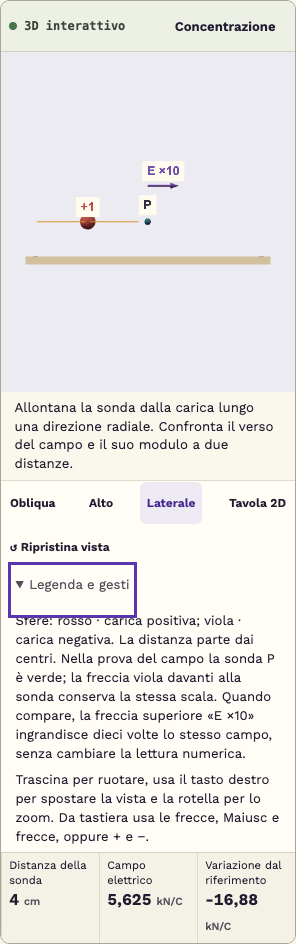 3D interattivo
Concentrazione
E ×10
+1
P
Allontana la sonda dalla carica lungo
una direzione radiale. Confronta il verso
del campo e il suo modulo a due
distanze.
Obliqua
Alto
Laterale
Tavola 2D
↺ Ripristina vista
▼ Legenda e gesti
Sfere: rosso · carica positiva; viola ·
carica negativa. La distanza parte dai
centri. Nella prova del campo la sonda P
è verde; la freccia viola davanti alla
sonda conserva la stessa scala. Quando
compare, la freccia superiore «E ×10»
ingrandisce dieci volte lo stesso campo,
senza cambiare la lettura numerica.
Trascina per ruotare, usa il tasto destro
per spostare la vista e la rotella per lo
zoom. Da tastiera usa le frecce, Maiusc e
frecce, oppure + e −.
Distanza della
sonda
4 cm
Campo
elettrico
5,625 kN/C
Variazione dal
riferimento
-16,88
kN/C